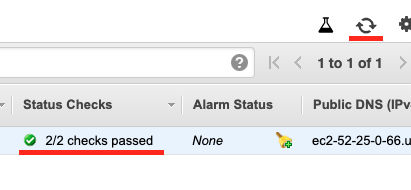 1 to 1 of 1
Status Checks Alarm Status Public DNS (IPv
2/2 checks passed None ec2-52-25-0-66.u